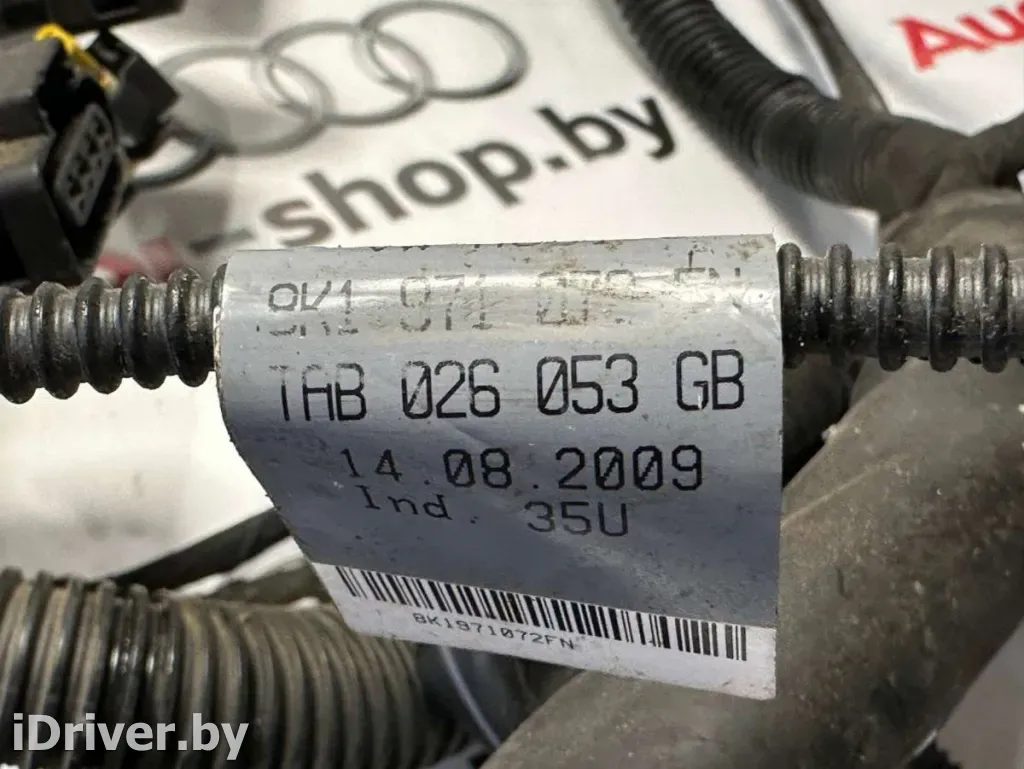 Au
-shop.by
8K1 971 072 FN
TAB 026 053 GB
14.08.2009
Ind. 35U
8K1971072FN
iDriver.by